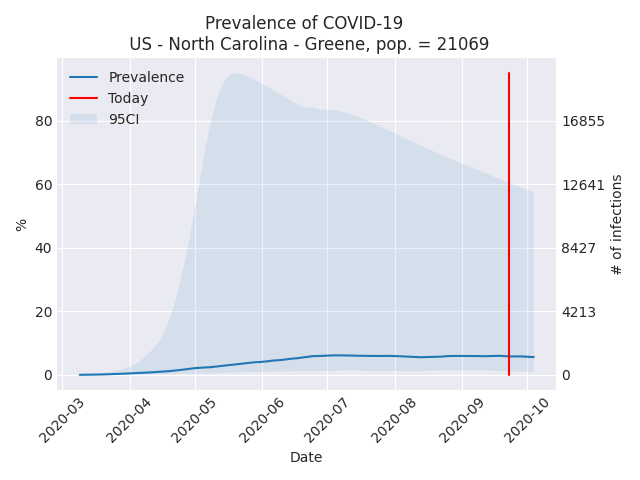 Prevalence of COVID-19
US - North Carolina - Greene, pop. = 21069
Prevalence
Today
95CI
%
80
60
40
20
0
16855
12641
8427
4213
0
# of infections
2020-03
2020-04
2020-05
2020-06
2020-07
2020-08
2020-09
2020-10
Date